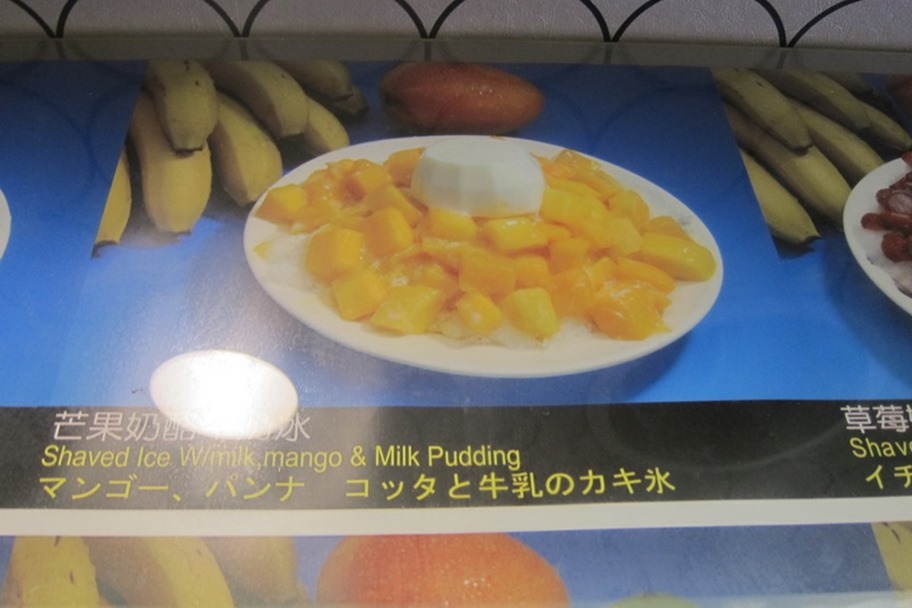 芒果奶酪冰
Shaved Ice W/milk,mango & Milk Pudding
マンゴー、パンナ コッタと牛乳のカキ氷
草莓
Shave
イチ